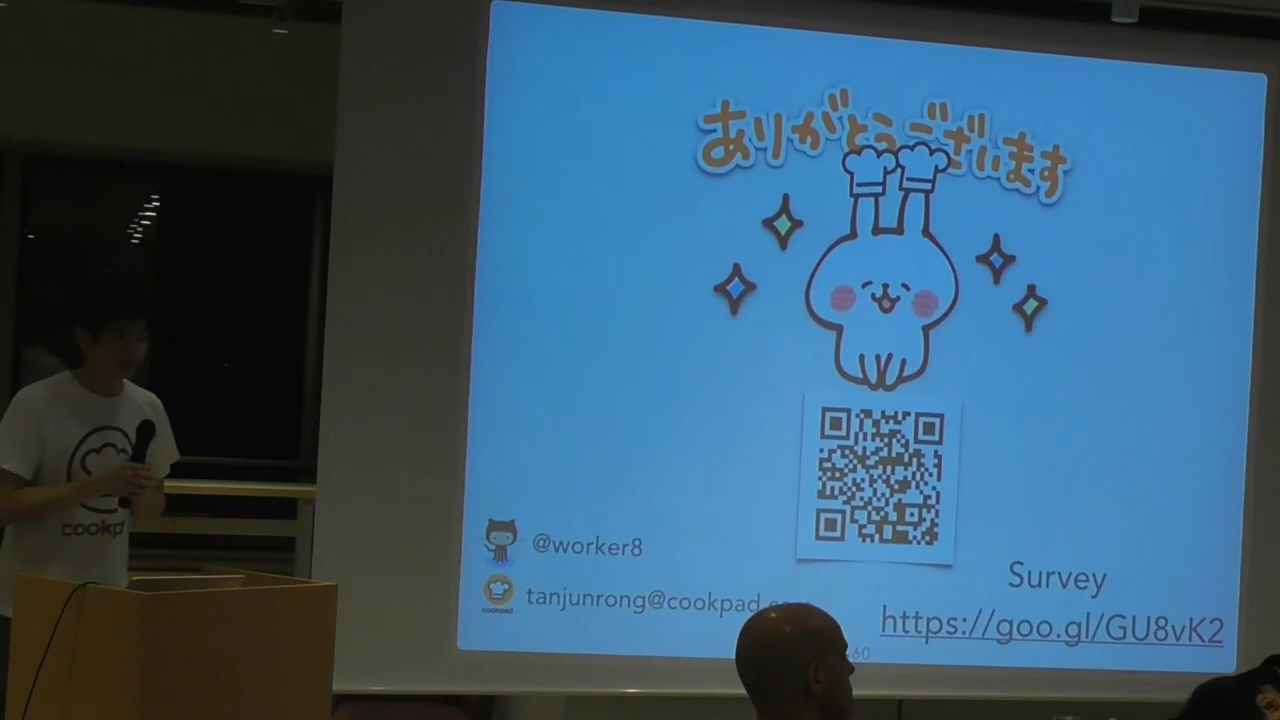 ありがとうございます
@worker8
cookpad
tanjunrong@cookpad
Survey
https://goo.gl/GU8vK2
60